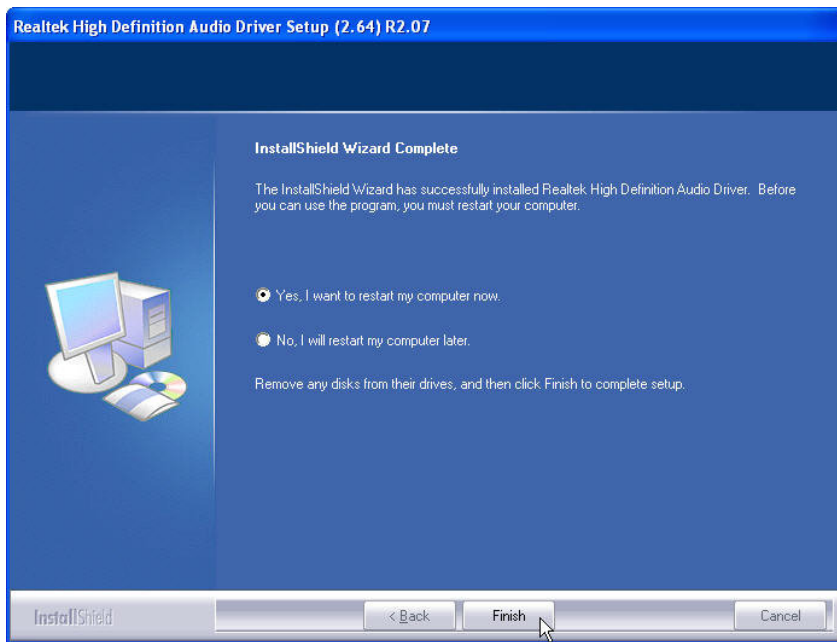 Realtek High Definition Audio Driver Setup (2.64) R2.07
InstallShield Wizard Complete
The InstallShield Wizard has successfully installed Realtek High Definition Audio Driver. Before
you can use the program, you must restart your computer.
Yes, I want to restart my computer now.
No, I will restart my computer later.
Remove any disks from their drives, and then click Finish to complete setup.
InstallShield
< Back
Finish
Cancel